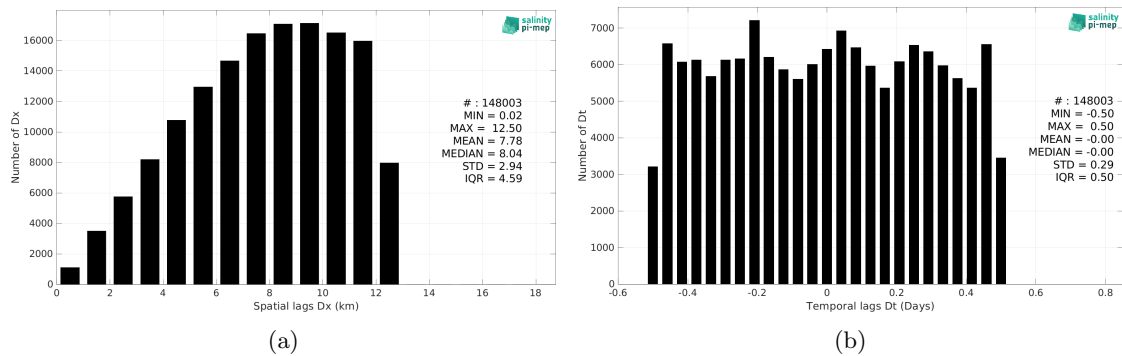 salinity
pi-mep
16000
14000
12000
10000
8000
6000
4000
2000
0
Number of Dx
# : 148003
MIN = 0.02
MAX = 12.50
MEAN = 7.78
MEDIAN = 8.04
STD = 2.94
IQR = 4.59
0 2 4 6 8 10 12 14 16 18
Spatial lags Dx (km)
(a)
salinity
pi-mep
7000
6000
5000
4000
3000
2000
1000
0
Number of Dt
# : 148003
MIN = -0.50
MAX = 0.50
MEAN = -0.00
MEDIAN = -0.00
STD = 0.29
IQR = 0.50
-0.6 -0.4 -0.2 0 0.2 0.4 0.6 0.8
Temporal lags Dt (Days)
(b)